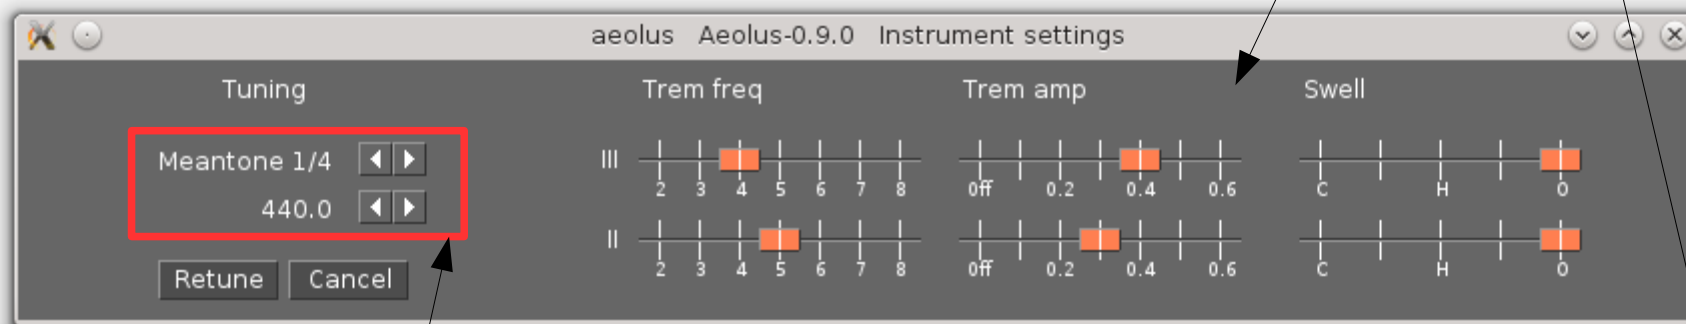 aeolus Aeolus-0.9.0 Instrument settings
Tuning Trem freq Trem amp Swell
Meantone 1/4
III
2 3 4 5 6 7 8 Off 0.2 0.4 0.6 C H O
440.0
II
2 3 4 5 6 7 8 Off 0.2 0.4 0.6 C H O
Retune Cancel